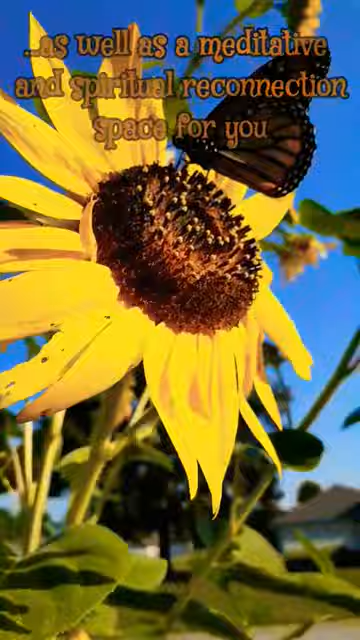 ...as well as a meditative
and spiritual reconnection
space for you